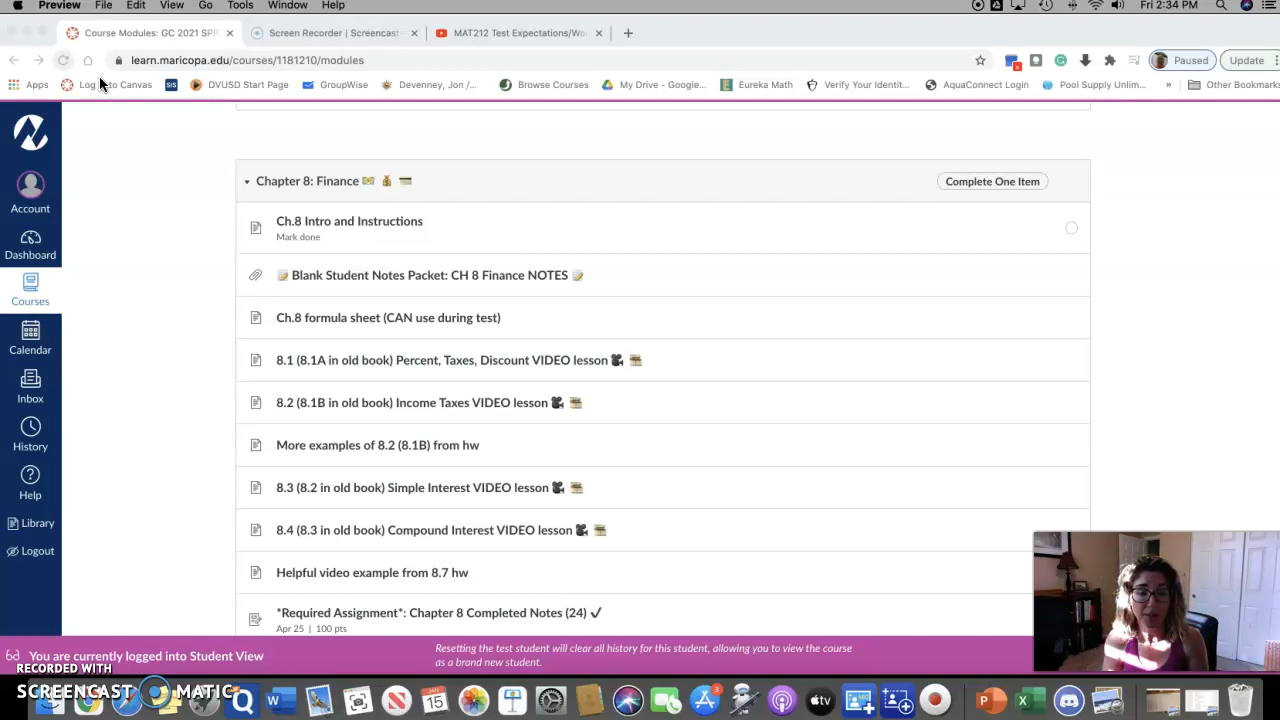 Preview File Edit View Go Tools Window Help Fri 2:34 PM
Course Modules: GC 2021 SPR
Screen Recorder | Screencast-
MAT212 Test Expectations/Wo
learn.maricopa.edu/courses/1181210/modules
Paused
Update
Apps
Log into Canvas
SIS
DVUSD Start Page
GroupWise
Devenney, Jon /...
Browse Courses
My Drive - Google...
Eureka Math
Verify Your Identit...
AquaConnect Login
Pool Supply Unlim...
»
Other Bookmarks
Account
Dashboard
Courses
Calendar
Inbox
History
Help
Library
Logout
Chapter 8: Finance
Complete One Item
Ch.8 Intro and Instructions
Mark done
Blank Student Notes Packet: CH 8 Finance NOTES
Ch.8 formula sheet (CAN use during test)
8.1 (8.1A in old book) Percent, Taxes, Discount VIDEO lesson
8.2 (8.1B in old book) Income Taxes VIDEO lesson
More examples of 8.2 (8.1B) from hw
8.3 (8.2 in old book) Simple Interest VIDEO lesson
8.4 (8.3 in old book) Compound Interest VIDEO lesson
Helpful video example from 8.7 hw
*Required Assignment*: Chapter 8 Completed Notes (24) ✓
Apr 25 | 100 pts
You are currently logged into Student View
Resetting the test student will clear all history for this student, allowing you to view the course
as a brand new student.
RECORDED WITH
SCREENCAST MATIC
JAN
15
tv
3